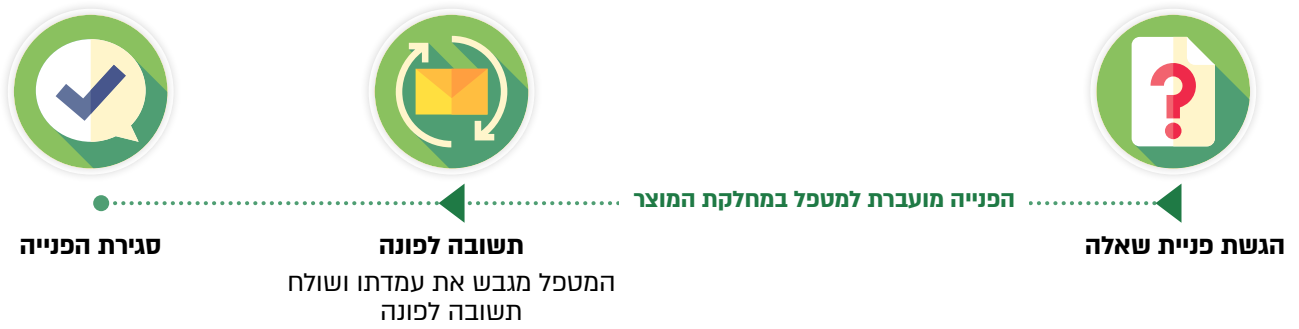 הגשת פניית שאלה
הפנייה מועברת למטפל במחלקת המוצר
תשובה לפונה
המטפל מגבש את עמדתו ושולח
תשובה לפונה
סגירת הפנייה